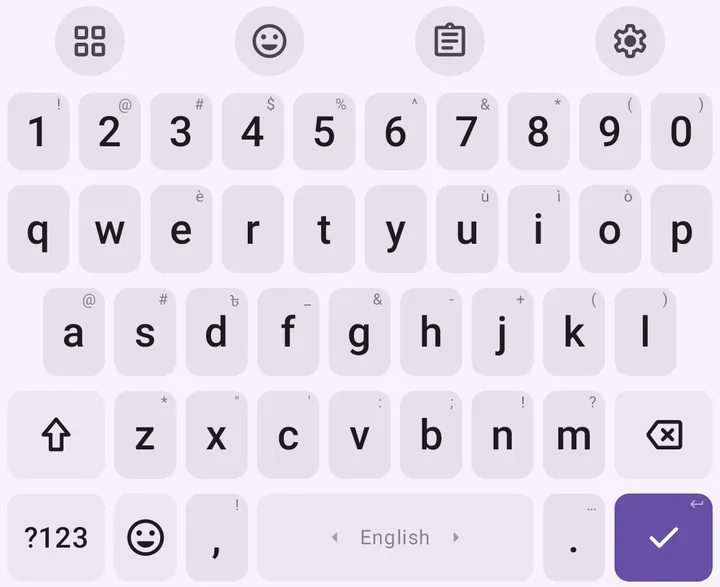 ! @ # $ % ^ & * ( )
1 2 3 4 5 6 7 8 9 0
è ù ì ò
q w e r t y u i o p
@ # ҍ _ & - + ( )
a s d f g h j k l
* " ' : ; ! ?
z x c v b n m
! …
?123 , English .